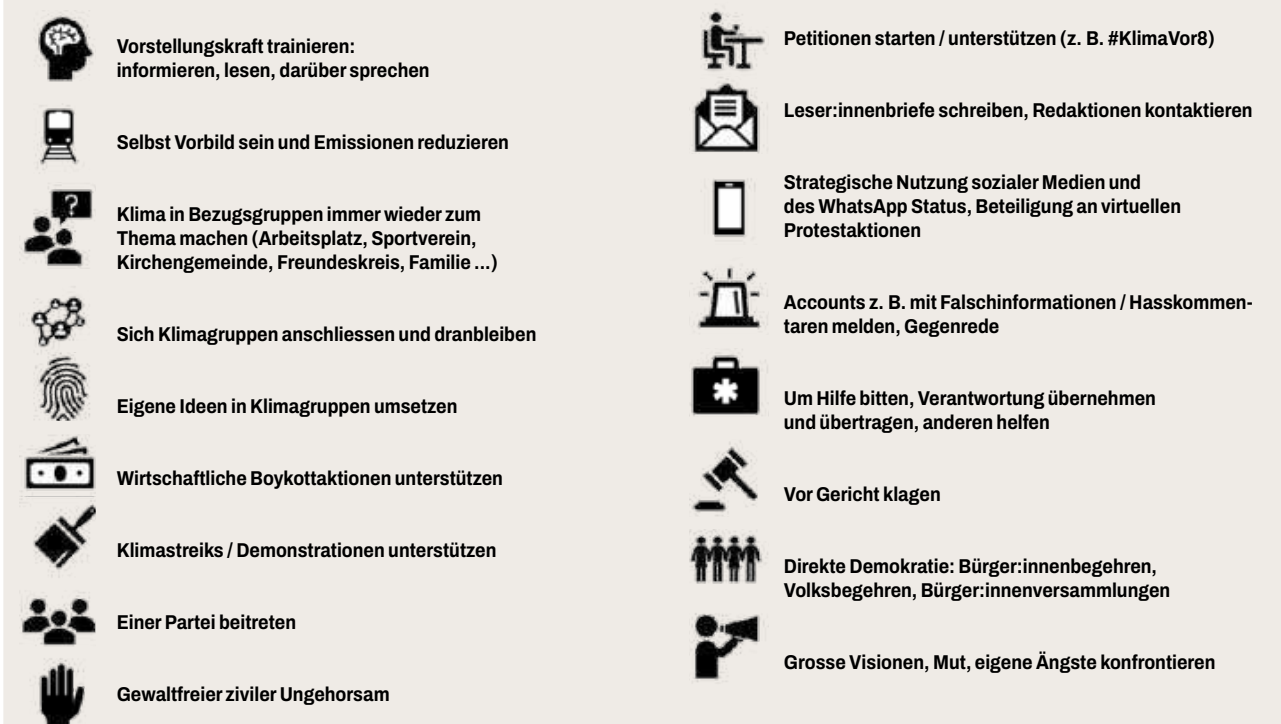 Vorstellungskraft trainieren:
informieren, lesen, darüber sprechen
Selbst Vorbild sein und Emissionen reduzieren
?
Klima in Bezugsgruppen immer wieder zum
Thema machen (Arbeitsplatz, Sportverein,
Kirchengemeinde, Freundeskreis, Familie ...)
Sich Klimagruppen anschliessen und dranbleiben
Eigene Ideen in Klimagruppen umsetzen
Wirtschaftliche Boykottaktionen unterstützen
Klimastreiks / Demonstrationen unterstützen
Einer Partei beitreten
Gewaltfreier ziviler Ungehorsam
Petitionen starten / unterstützen (z. B. #KlimaVor8)
Leser:innenbriefe schreiben, Redaktionen kontaktieren
Strategische Nutzung sozialer Medien und
des WhatsApp Status, Beteiligung an virtuellen
Protestaktionen
Accounts z. B. mit Falschinformationen / Hasskommen-
taren melden, Gegenrede
Um Hilfe bitten, Verantwortung übernehmen
und übertragen, anderen helfen
Vor Gericht klagen
Direkte Demokratie: Bürger:innenbegehren,
Volksbegehren, Bürger:innenversammlungen
Grosse Visionen, Mut, eigene Ängste konfrontieren